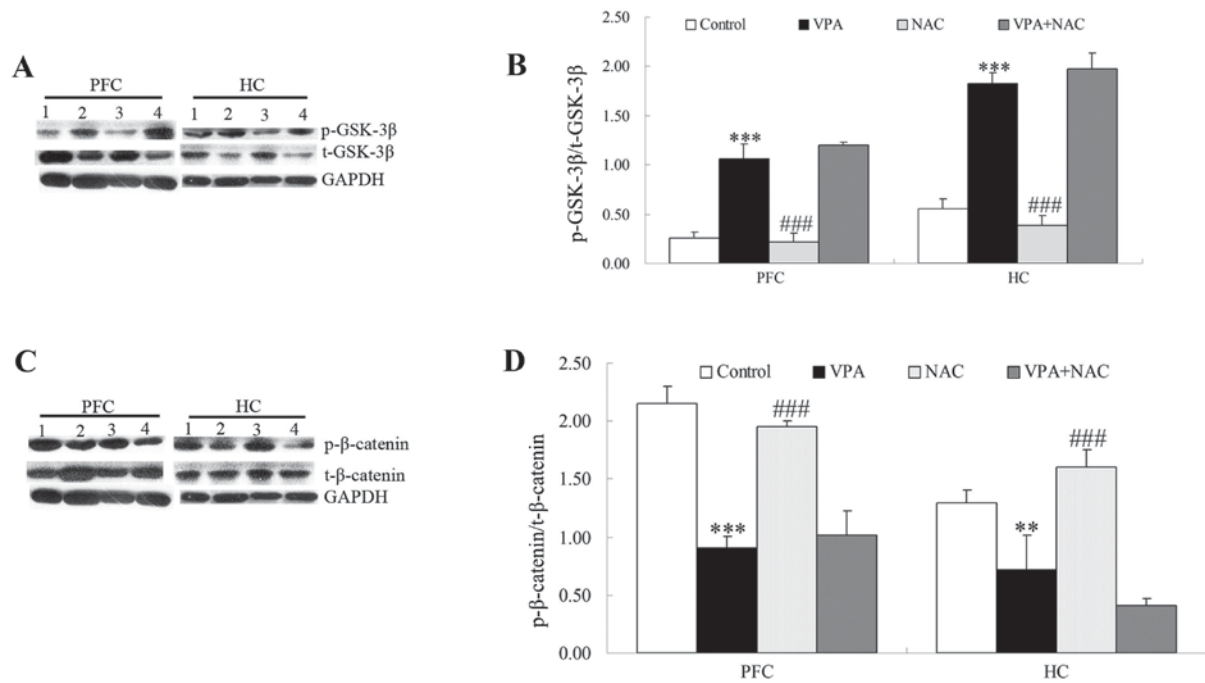 A
PFC
HC
1 2 3 4
1 2 3 4
p-GSK-3β
t-GSK-3β
GAPDH
B
Control
VPA
NAC
VPA+NAC
p-GSK-3β/t-GSK-3β
2.50
2.00
1.50
1.00
0.50
0.00
***
###
***
###
PFC
HC
C
PFC
HC
1 2 3 4
1 2 3 4
p-β-catenin
t-β-catenin
GAPDH
D
Control
VPA
NAC
VPA+NAC
p-β-catenin/t-β-catenin
2.50
2.00
1.50
1.00
0.50
0.00
***
###
**
###
PFC
HC